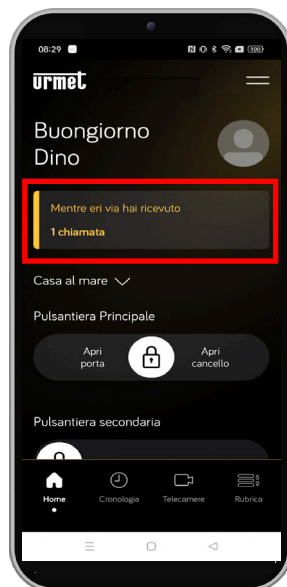 08:29
100
urmet
Buongiorno
Dino
Mentre eri via hai ricevuto
1 chiamata
Casa al mare
Pulsantiera Principale
Apri
porta
Apri
cancello
Pulsantiera secondaria
Home
Cronologia
Telecamere
Rubrica